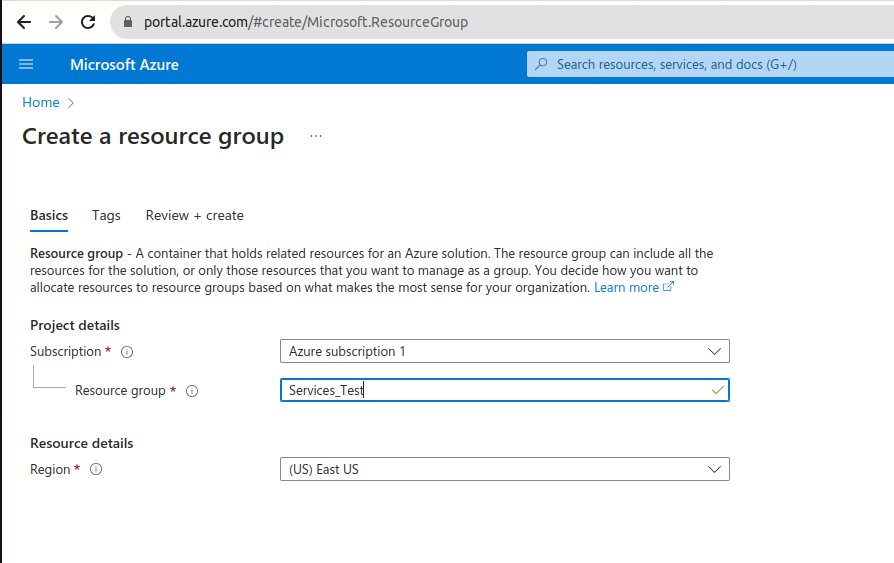 portal.azure.com/#create/Microsoft.ResourceGroup
Microsoft Azure
Search resources, services, and docs (G+/)
Home >
Create a resource group ...
Basics Tags Review + create
Resource group - A container that holds related resources for an Azure solution. The resource group can include all the
resources for the solution, or only those resources that you want to manage as a group. You decide how you want to
allocate resources to resource groups based on what makes the most sense for your organization. Learn more
Project details
Subscription * Azure subscription 1
Resource group * Services_Test
Resource details
Region * (US) East US